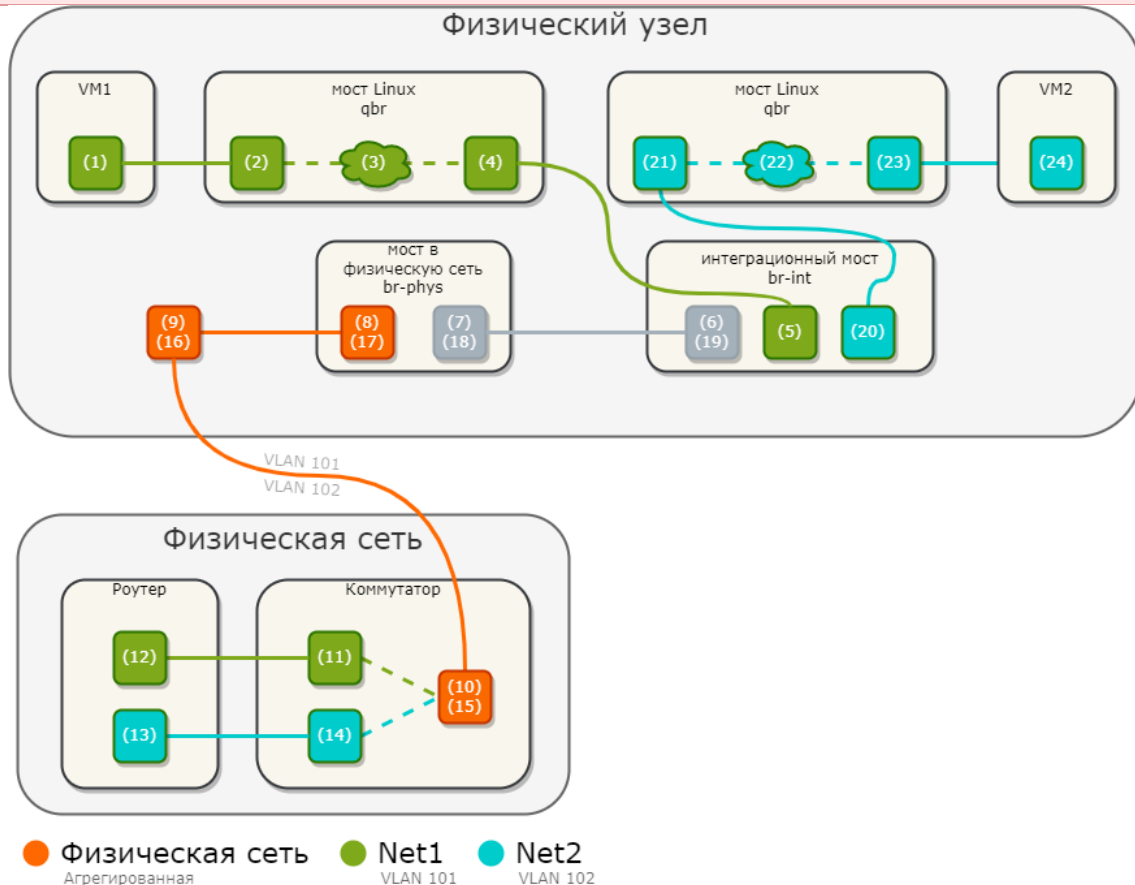 Физический узел
VM1
мост Linux
qbr
мост Linux
qbr
VM2
(1)
(2)
(3)
(4)
(21)
(22)
(23)
(24)
мост в
физическую сеть
br-phys
интеграционный мост
br-int
(9)
(16)
(8)
(17)
(7)
(18)
(6)
(19)
(5)
(20)
VLAN 101
VLAN 102
Физическая сеть
Роутер
Коммутатор
(12)
(11)
(10)
(15)
(13)
(14)
Физическая сеть
Агрегированная
Net1
VLAN 101
Net2
VLAN 102